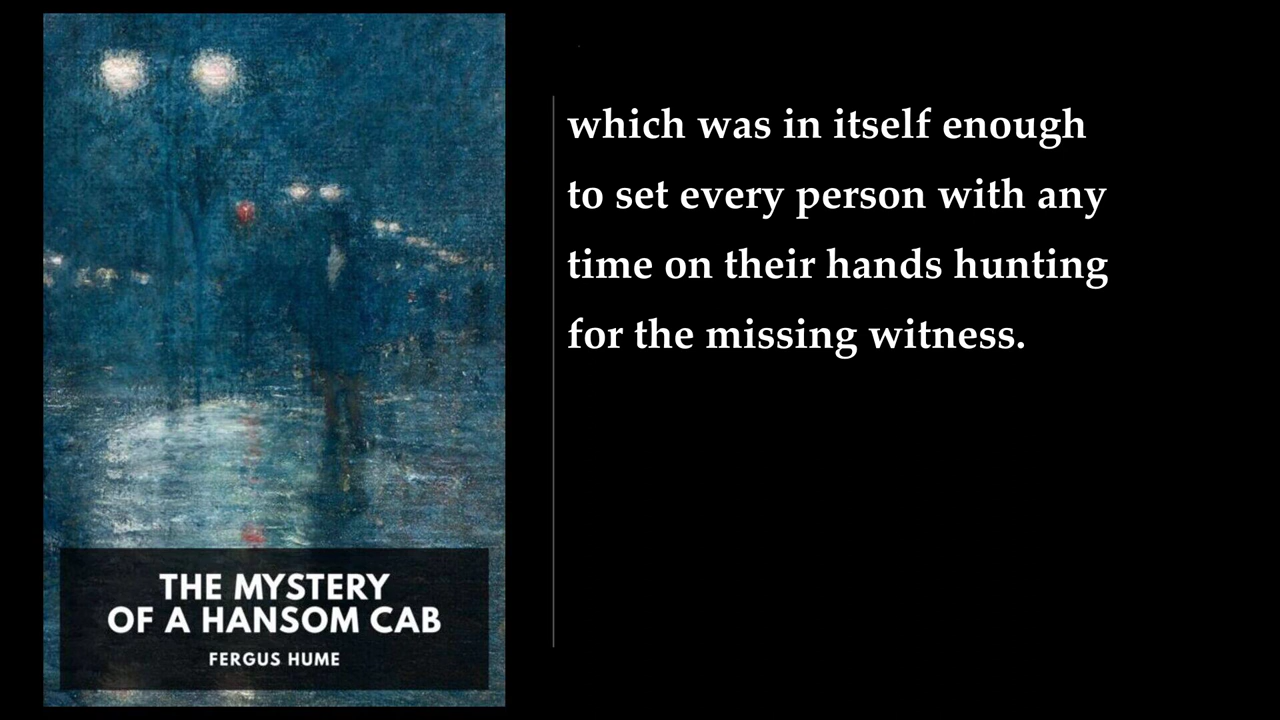 which was in itself enough
to set every person with any
time on their hands hunting
for the missing witness.
THE MYSTERY
OF A HANSOM CAB
FERGUS HUME